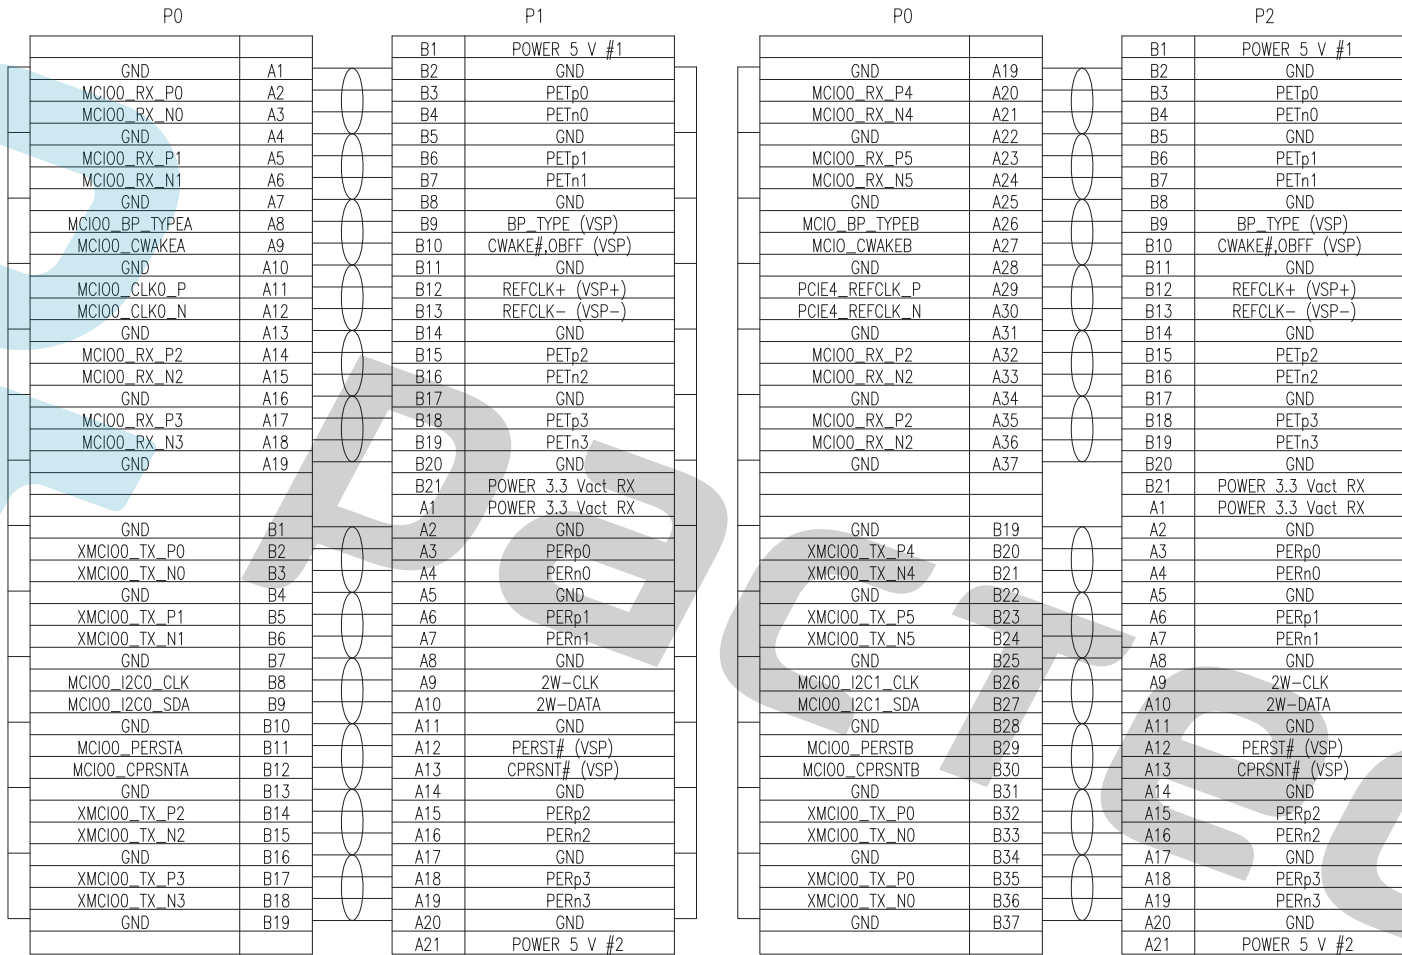 P0 P1 P0 P2
B1 POWER 5 V #1 B1 POWER 5 V #1
GND A1 B2 GND GND A19 B2 GND
MCIO0_RX_P0 A2 B3 PETp0 MCIO0_RX_P4 A20 B3 PETp0
MCIO0_RX_N0 A3 B4 PETn0 MCIO0_RX_N4 A21 B4 PETn0
GND A4 B5 GND GND A22 B5 GND
MCIO0_RX_P1 A5 B6 PETp1 MCIO0_RX_P5 A23 B6 PETp1
MCIO0_RX_N1 A6 B7 PETn1 MCIO0_RX_N5 A24 B7 PETn1
GND A7 B8 GND GND A25 B8 GND
MCIO0_BP_TYPEA A8 B9 BP_TYPE (VSP) MCIO_BP_TYPEB A26 B9 BP_TYPE (VSP)
MCIO0_CWAKEA A9 B10 CWAKE#,OBFF (VSP) MCIO_CWAKEB A27 B10 CWAKE#,OBFF (VSP)
GND A10 B11 GND GND A28 B11 GND
MCIO0_CLK0_P A11 B12 REFCLK+ (VSP+) PCIE4_REFCLK_P A29 B12 REFCLK+ (VSP+)
MCIO0_CLK0_N A12 B13 REFCLK- (VSP-) PCIE4_REFCLK_N A30 B13 REFCLK- (VSP-)
GND A13 B14 GND GND A31 B14 GND
MCIO0_RX_P2 A14 B15 PETp2 MCIO0_RX_P2 A32 B15 PETp2
MCIO0_RX_N2 A15 B16 PETn2 MCIO0_RX_N2 A33 B16 PETn2
GND A16 B17 GND GND A34 B17 GND
MCIO0_RX_P3 A17 B18 PETp3 MCIO0_RX_P2 A35 B18 PETp3
MCIO0_RX_N3 A18 B19 PETn3 MCIO0_RX_N2 A36 B19 PETn3
GND A19 B20 GND GND A37 B20 GND
B21 POWER 3.3 Vact RX B21 POWER 3.3 Vact RX
A1 POWER 3.3 Vact RX A1 POWER 3.3 Vact RX
GND B1 A2 GND GND B19 A2 GND
XMCIO0_TX_P0 B2 A3 PERp0 XMCIO0_TX_P4 B20 A3 PERp0
XMCIO0_TX_N0 B3 A4 PERn0 XMCIO0_TX_N4 B21 A4 PERn0
GND B4 A5 GND GND B22 A5 GND
XMCIO0_TX_P1 B5 A6 PERp1 XMCIO0_TX_P5 B23 A6 PERp1
XMCIO0_TX_N1 B6 A7 PERn1 XMCIO0_TX_N5 B24 A7 PERn1
GND B7 A8 GND GND B25 A8 GND
MCIO0_I2C0_CLK B8 A9 2W-CLK MCIO0_I2C1_CLK B26 A9 2W-CLK
MCIO0_I2C0_SDA B9 A10 2W-DATA MCIO0_I2C1_SDA B27 A10 2W-DATA
GND B10 A11 GND GND B28 A11 GND
MCIO0_PERSTA B11 A12 PERST# (VSP) MCIO0_PERSTB B29 A12 PERST# (VSP)
MCIO0_CPRSNTA B12 A13 CPRSNT# (VSP) MCIO0_CPRSNTB B30 A13 CPRSNT# (VSP)
GND B13 A14 GND GND B31 A14 GND
XMCIO0_TX_P2 B14 A15 PERp2 XMCIO0_TX_P0 B32 A15 PERp2
XMCIO0_TX_N2 B15 A16 PERn2 XMCIO0_TX_N0 B33 A16 PERn2
GND B16 A17 GND GND B34 A17 GND
XMCIO0_TX_P3 B17 A18 PERp3 XMCIO0_TX_P0 B35 A18 PERp3
XMCIO0_TX_N3 B18 A19 PERn3 XMCIO0_TX_N0 B36 A19 PERn3
GND B19 A20 GND GND B37 A20 GND
A21 POWER 5 V #2 A21 POWER 5 V #2